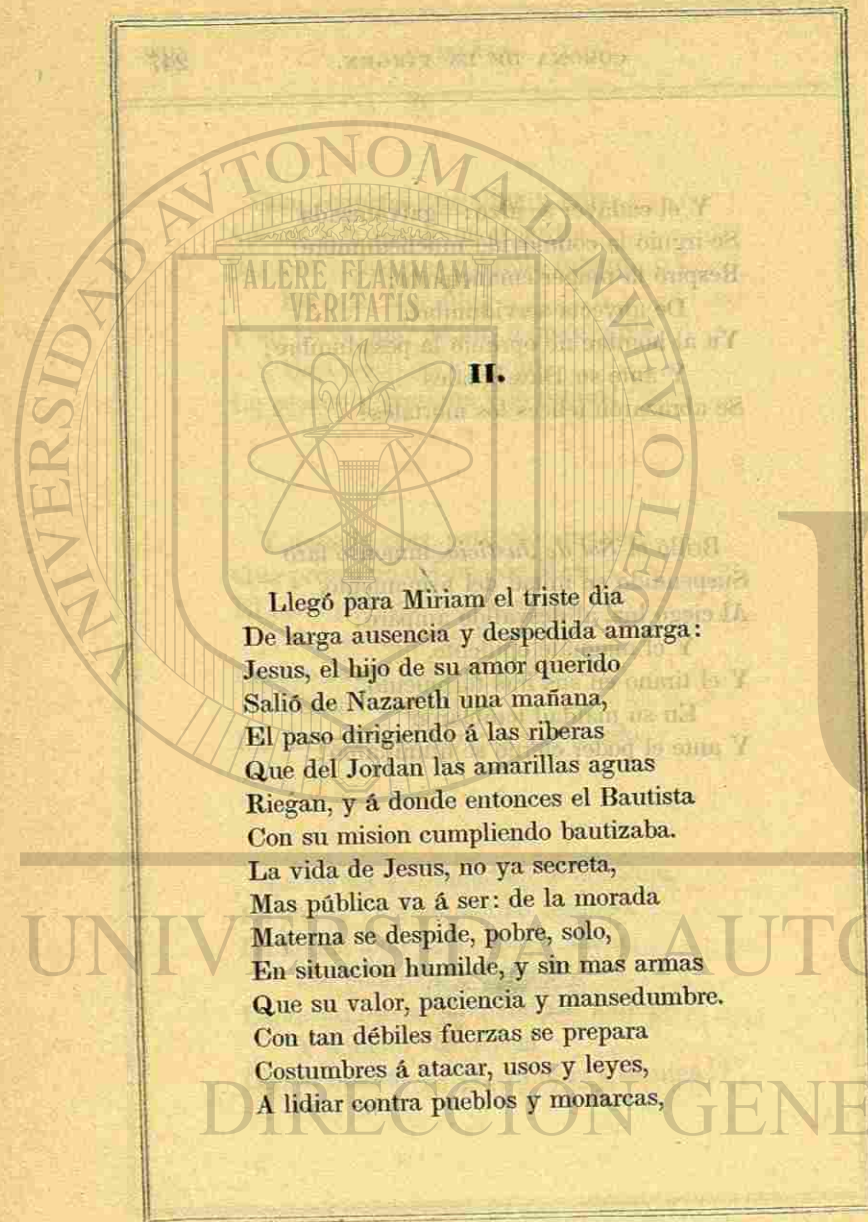 UNIVERSIDAD AVTONOMA D NVEVO LEO
ALERE FLAMMAM
VERITATIS
II.
Llegó para Miriam el triste dia
De larga ausencia y despedida amarga:
Jesus, el hijo de su amor querido
Salió de Nazareth una mañana,
El paso dirigiendo á las riberas
Que del Jordan las amarillas aguas
Riegan, y á donde entonces el Bautista
Con su mision cumpliendo bautizaba.
La vida de Jesus, no ya secreta,
Mas pública va á ser: de la morada
Materna se despide, pobre, solo,
En situacion humilde, y sin mas armas
Que su valor, paciencia y mansedumbre.
Con tan débiles fuerzas se prepara
Costumbres á atacar, usos y leyes,
A lidiar contra pueblos y monarcas,
U
UNIVERSIDAD AUTO
DIRECCIÓN GENE